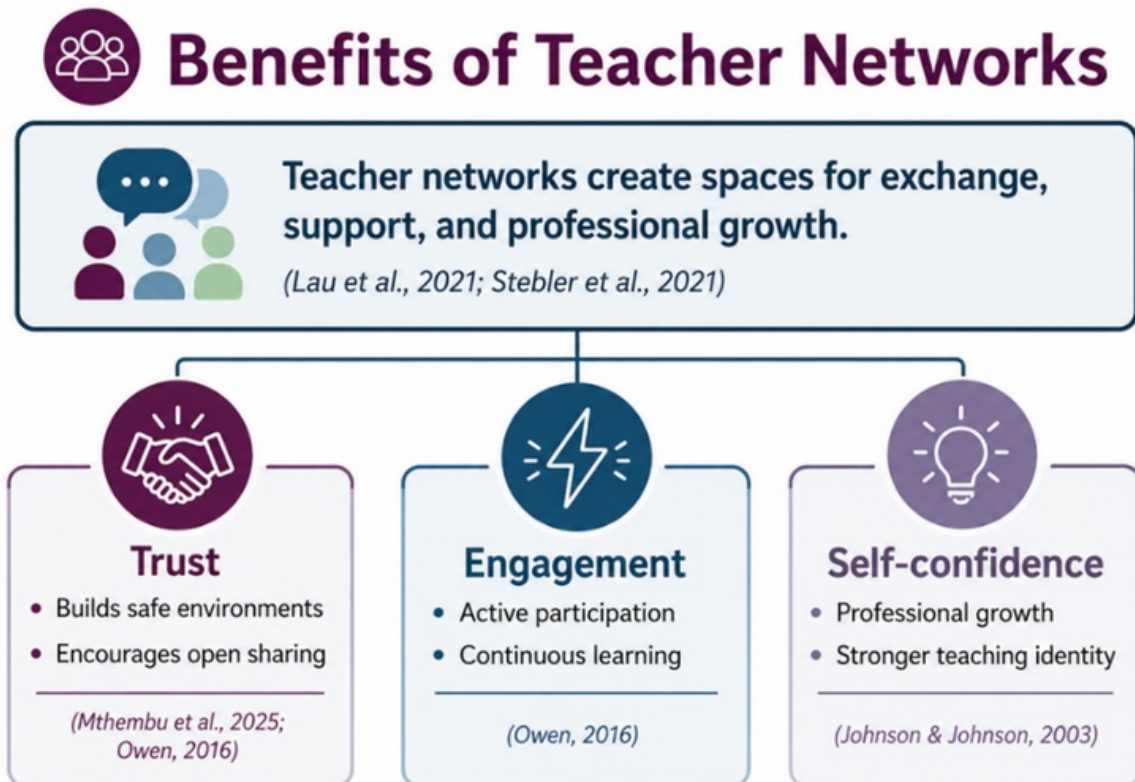 Benefits of Teacher Networks
Teacher networks create spaces for exchange,
support, and professional growth.
(Lau et al., 2021; Stebler et al., 2021)
Trust
• Builds safe environments
• Encourages open sharing
(Mthembu et al., 2025;
Owen, 2016)
Engagement
• Active participation
• Continuous learning
(Owen, 2016)
Self-confidence
• Professional growth
• Stronger teaching identity
(Johnson & Johnson, 2003)